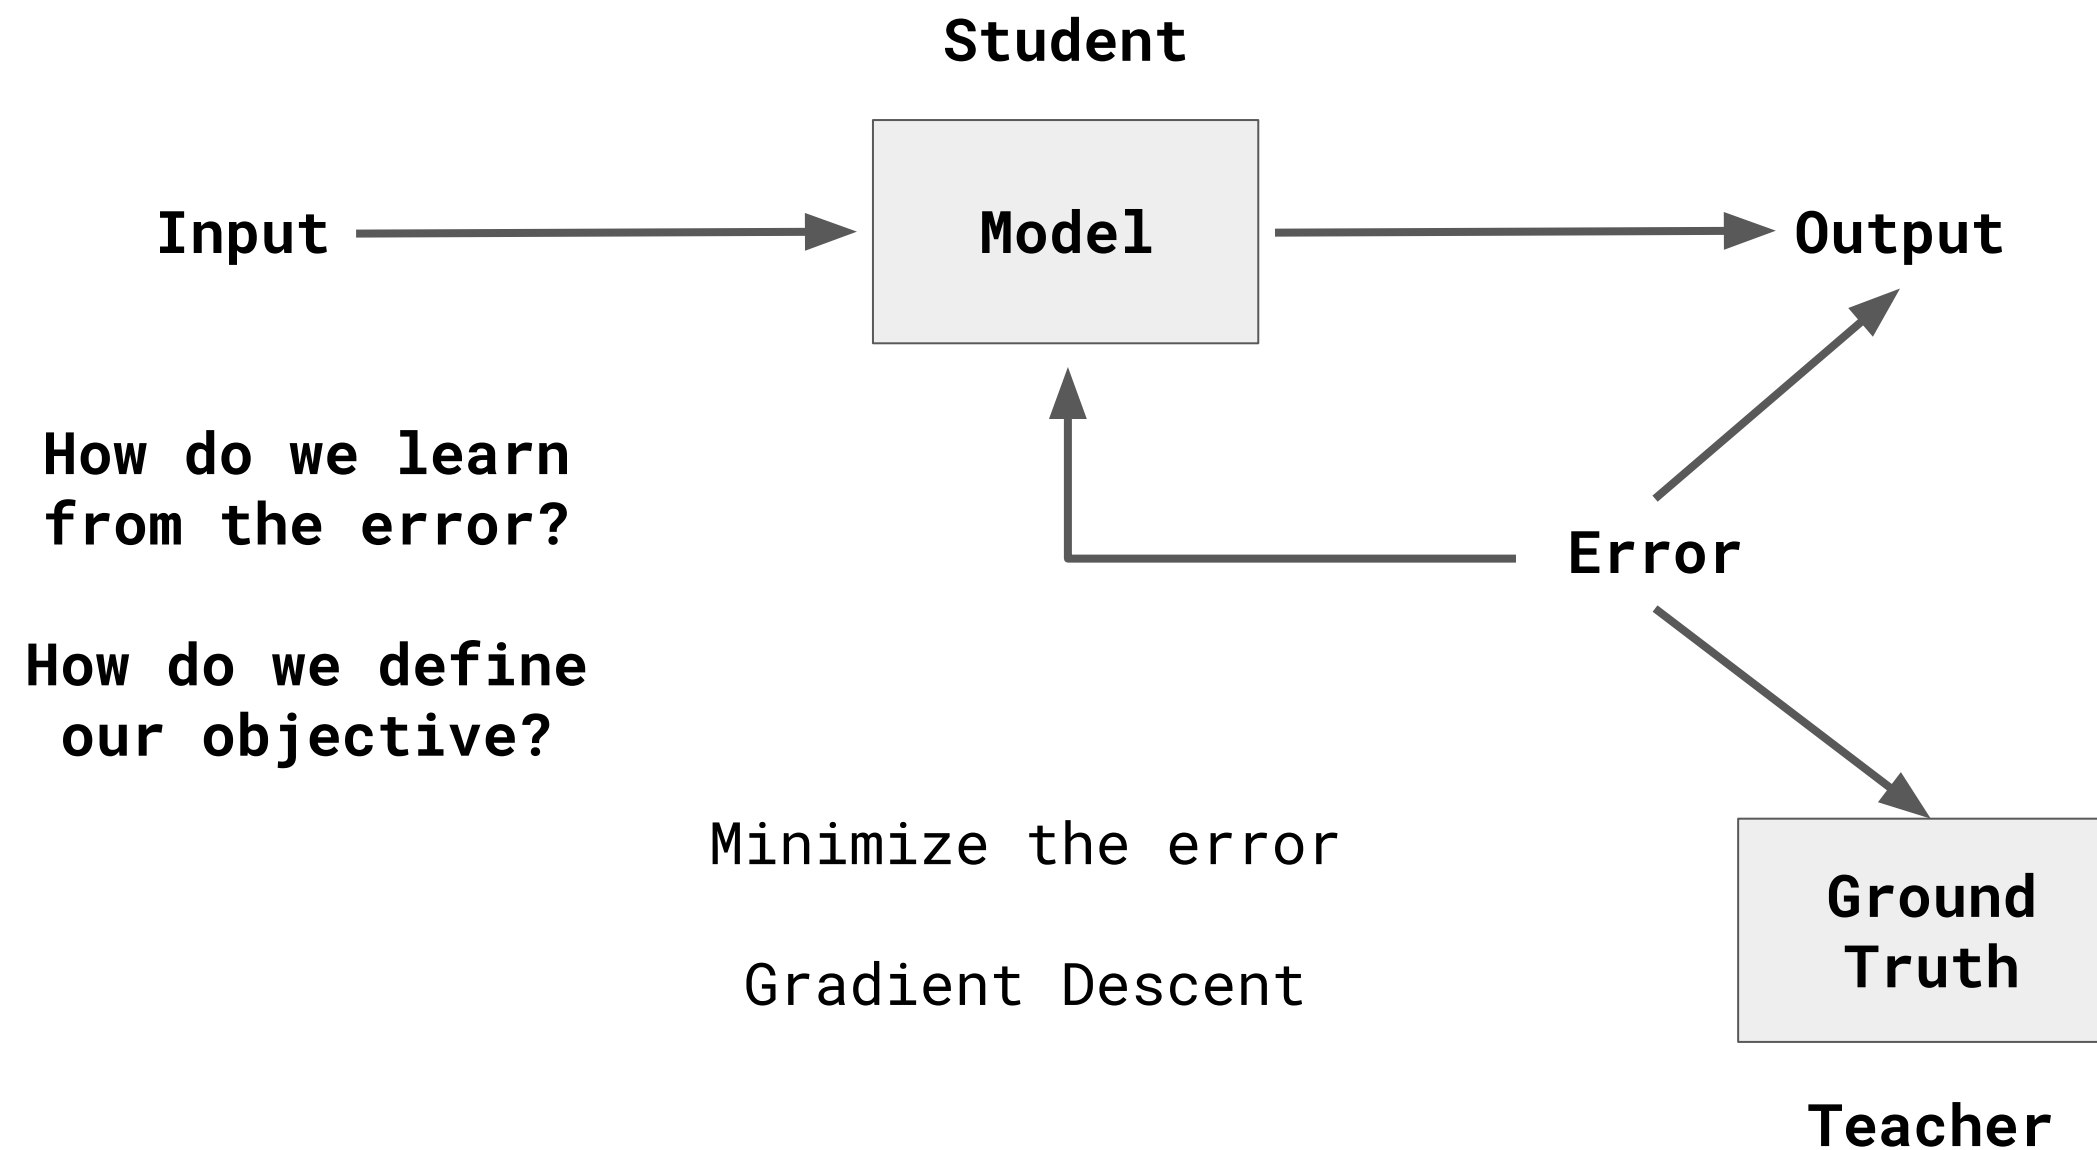 Student
Input
Model
Output
How do we learn
from the error?
Error
How do we define
our objective?
Minimize the error
Gradient Descent
Ground
Truth
Teacher